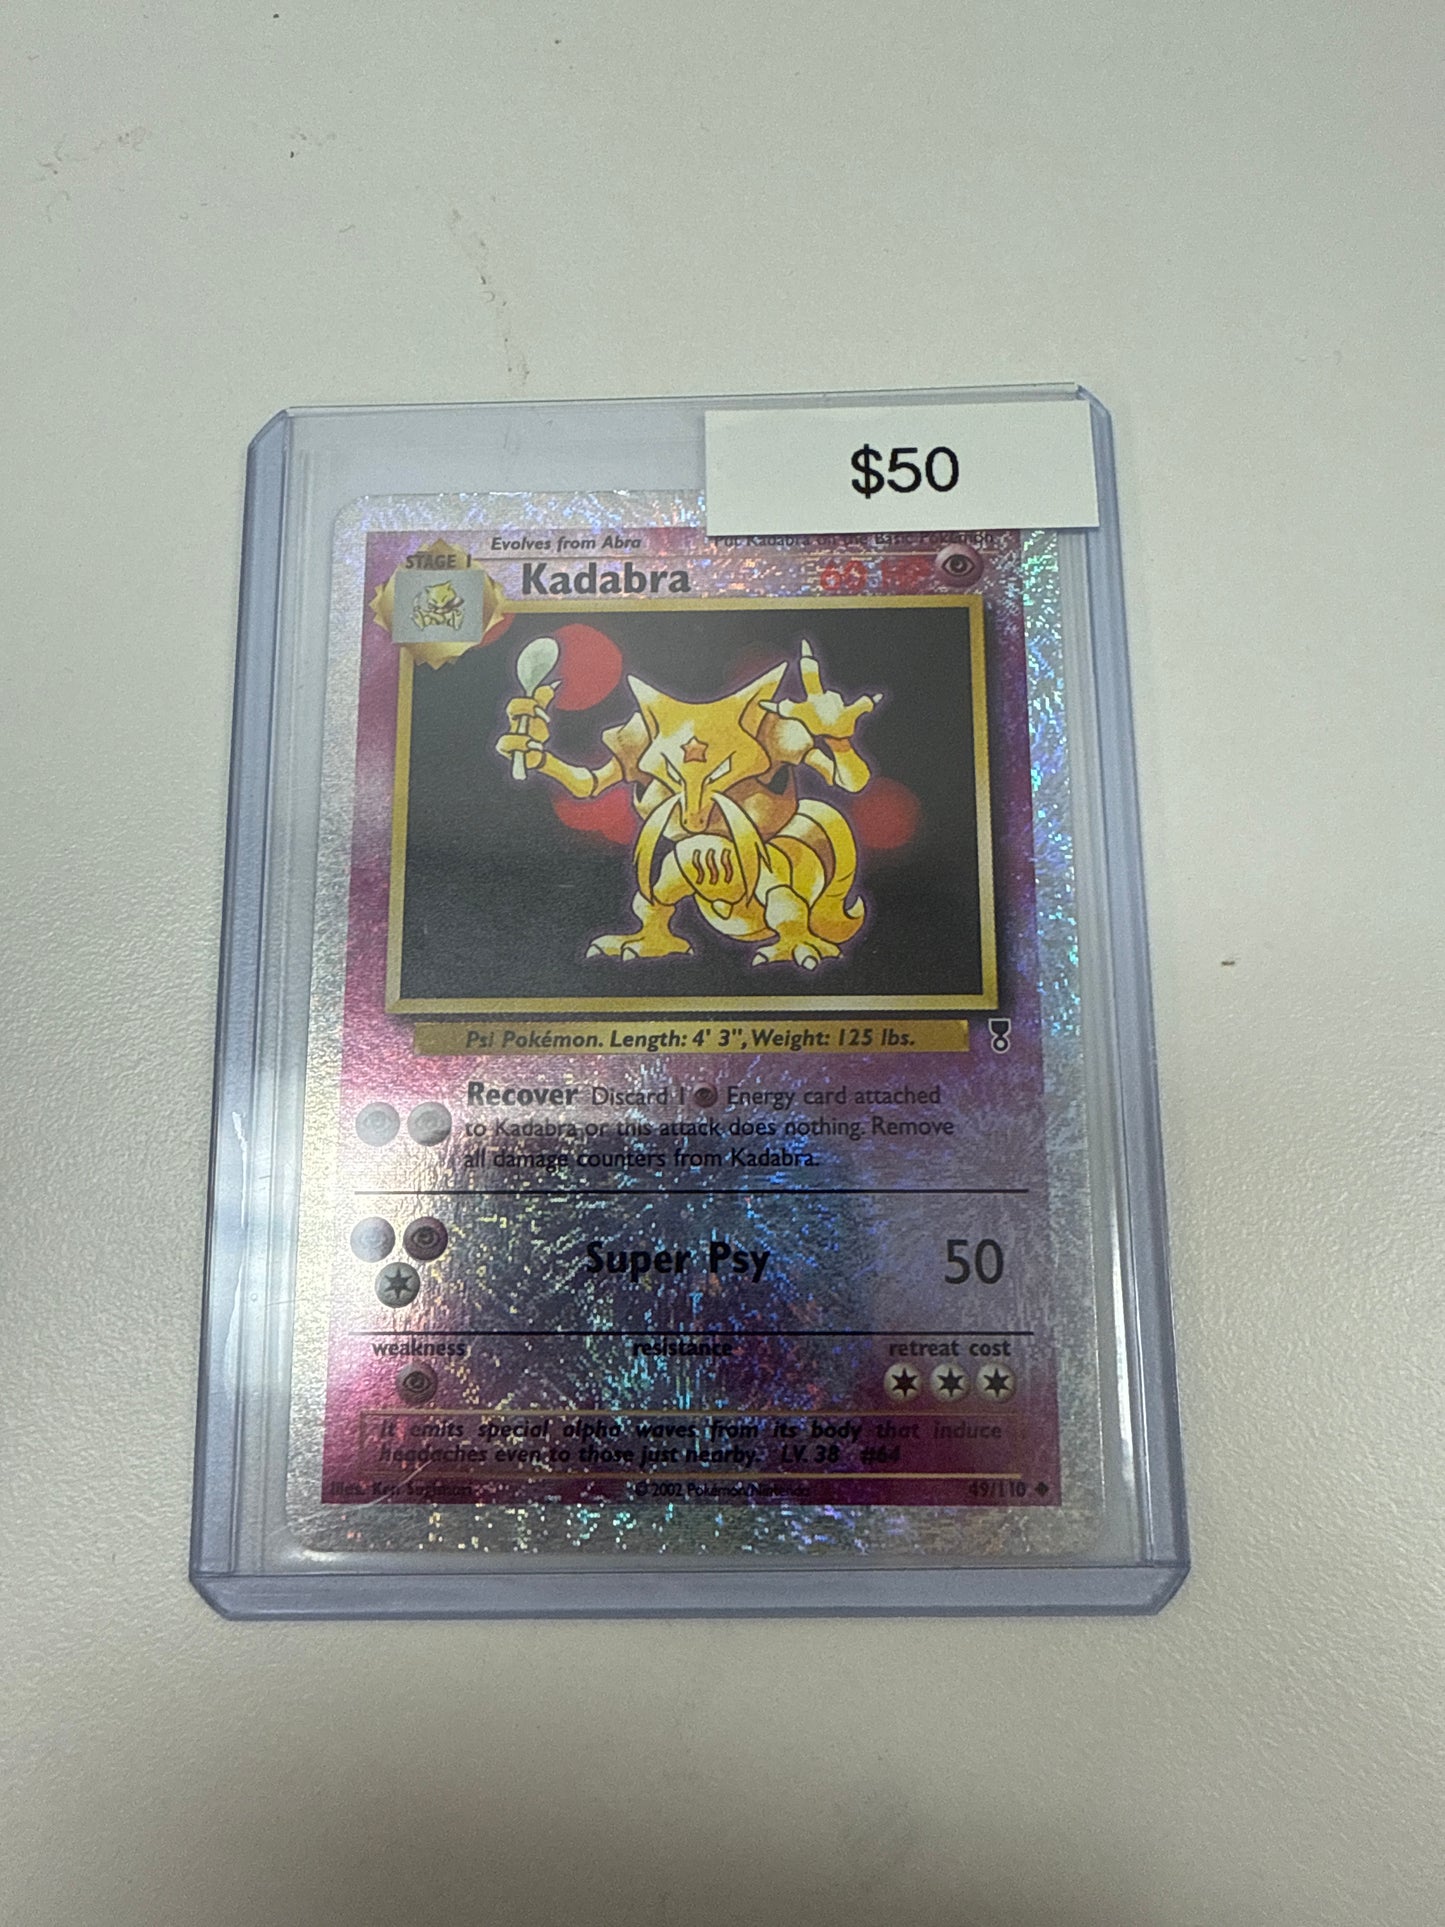 $50
Evolves from Abra
Put Kadabra on the Basic Pokémon.
STAGE 1
Kadabra
60 HP
Psi Pokémon. Length: 4' 3", Weight: 125 lbs.
Recover Discard 1 Energy card attached
to Kadabra or this attack does nothing. Remove
all damage counters from Kadabra.
Super Psy 50
weakness resistance retreat cost
It emits special alpha waves from its body that induce
headaches even to those just nearby. LV. 38 #64
Illus. Ken Sugimori © 2002 Pokémon/Nintendo 49/110